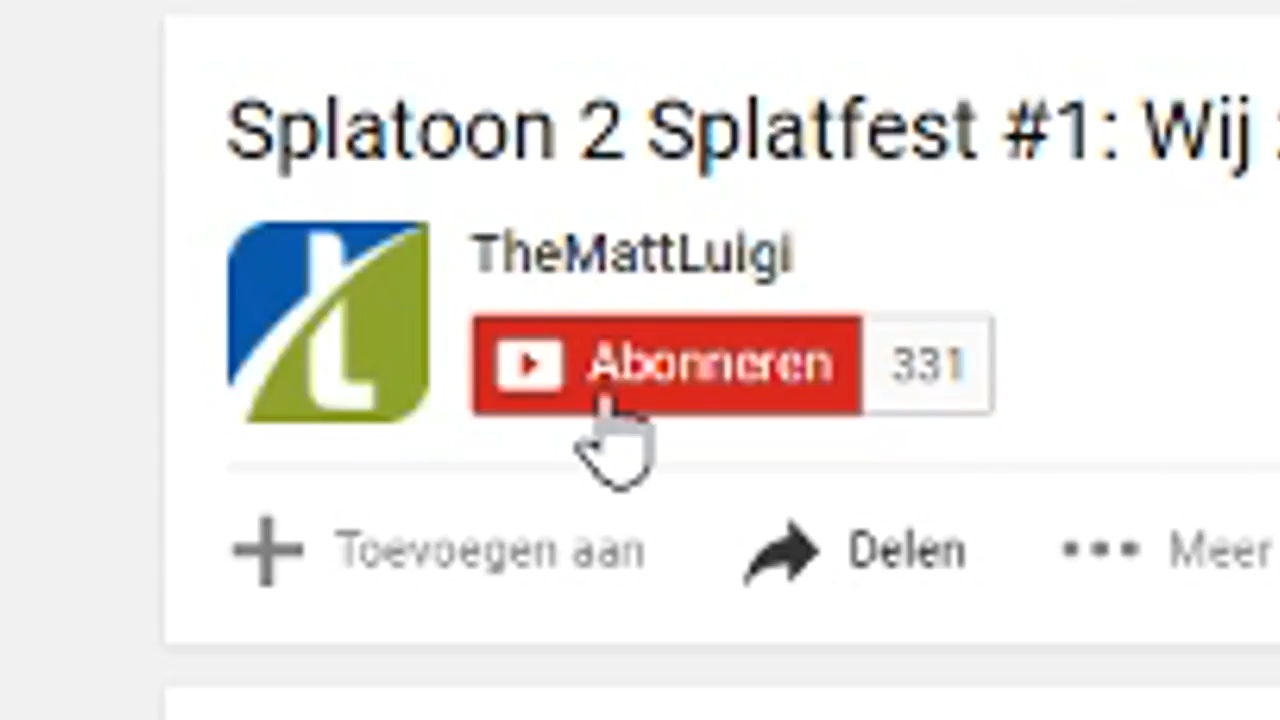 Splatoon 2 Splatfest #1: Wij
TheMattLuigi
Abonneren 331
Toevoegen aan Delen Meer